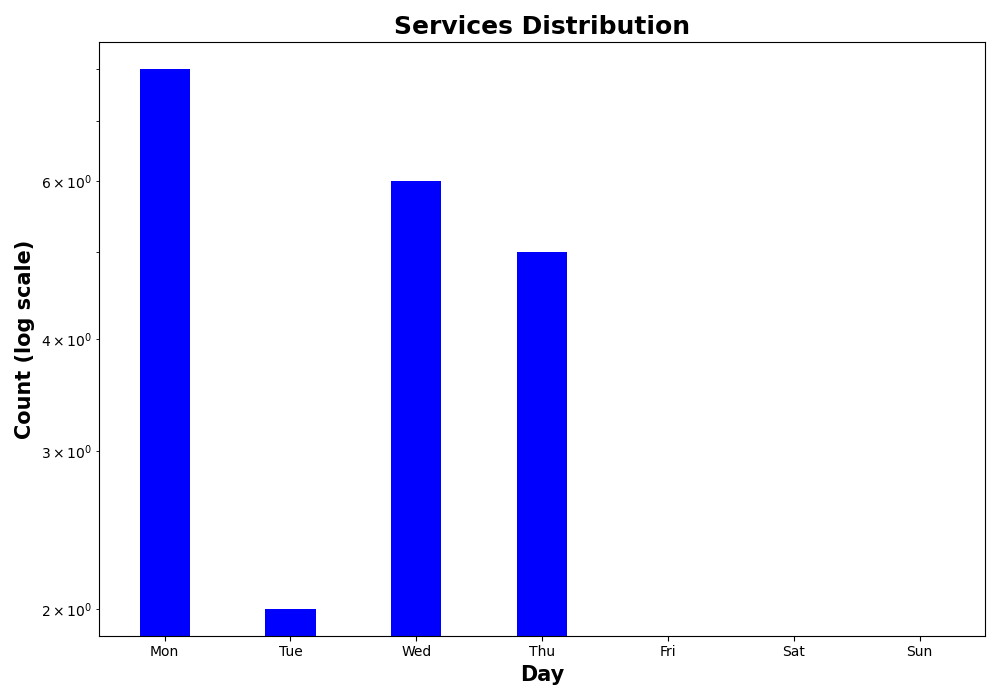 Services Distribution
Count (log scale)
6 × 10⁰
4 × 10⁰
3 × 10⁰
2 × 10⁰
Mon Tue Wed Thu Fri Sat Sun
Day